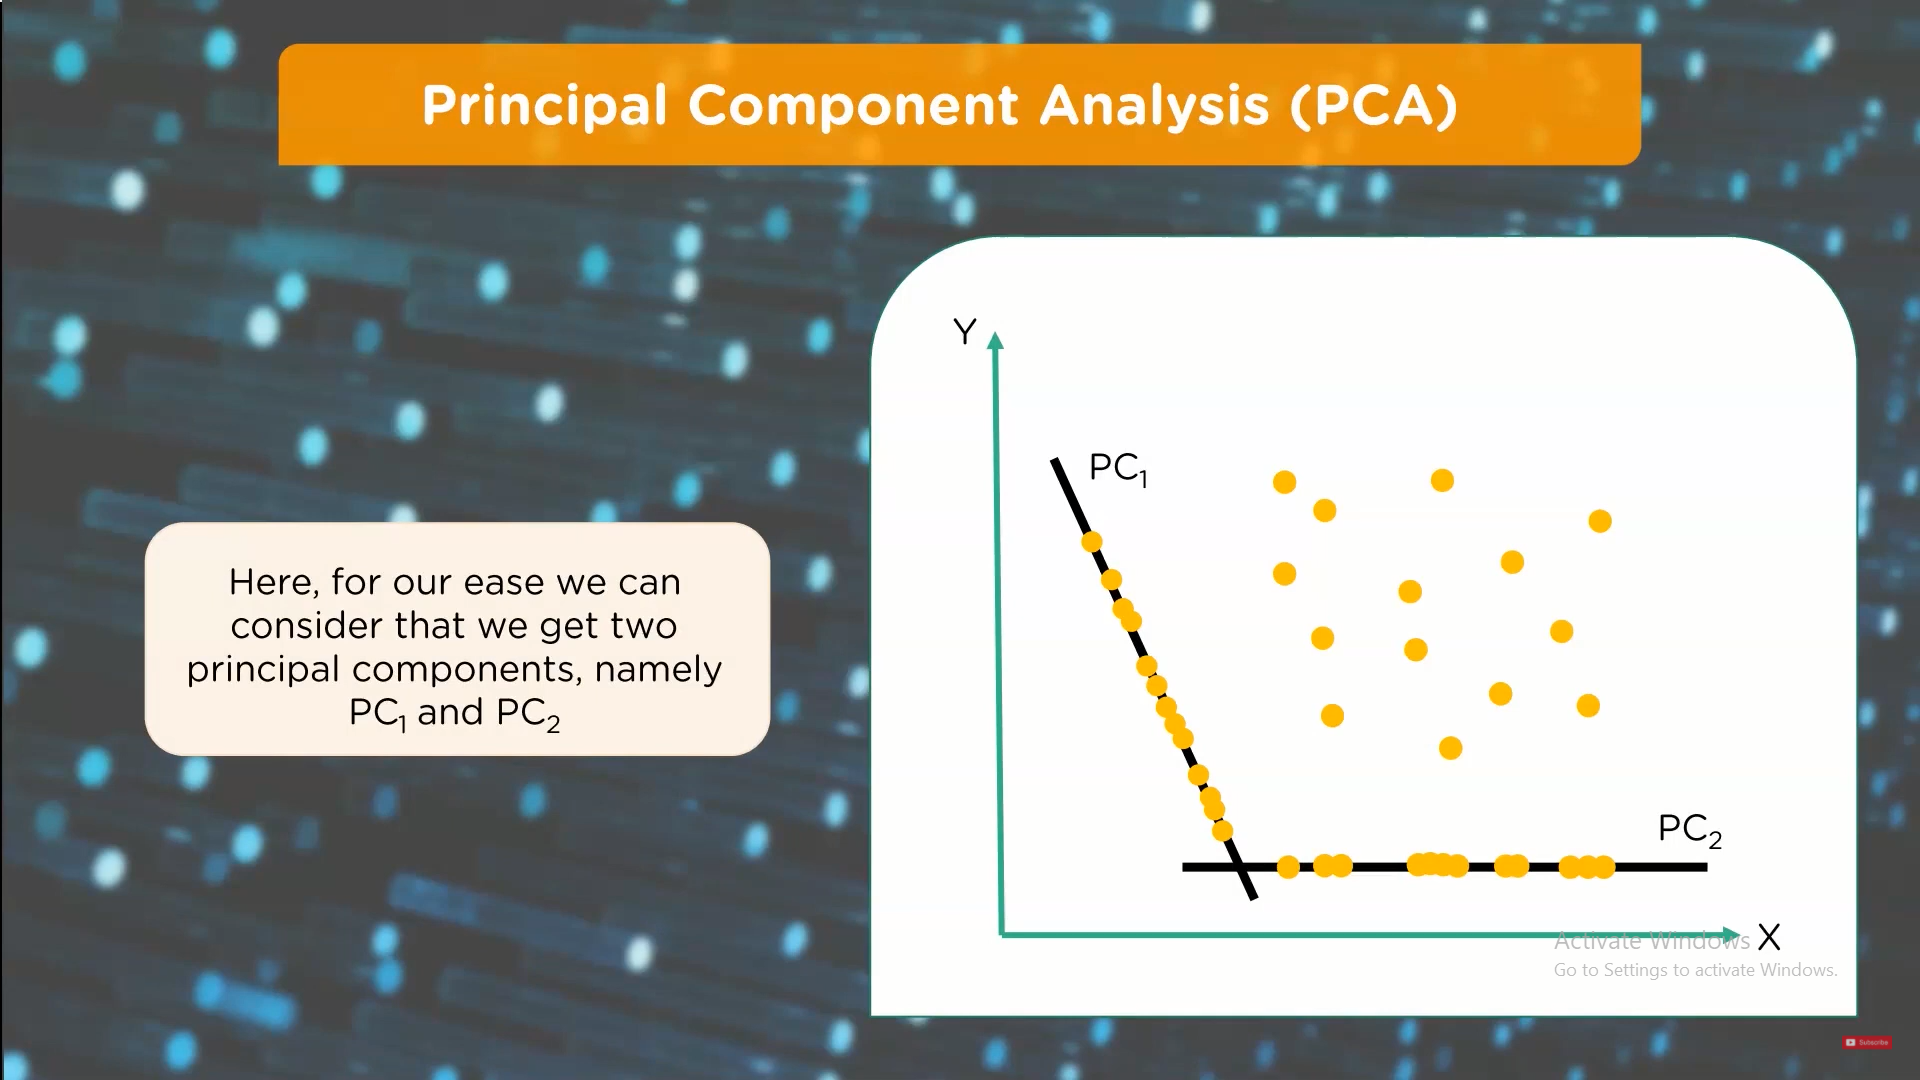 Principal Component Analysis (PCA)
Y
PC₁
Here, for our ease we can
consider that we get two
principal components, namely
PC₁ and PC₂
PC₂
X
Activate Windows
Go to Settings to activate Windows.
Subscribe